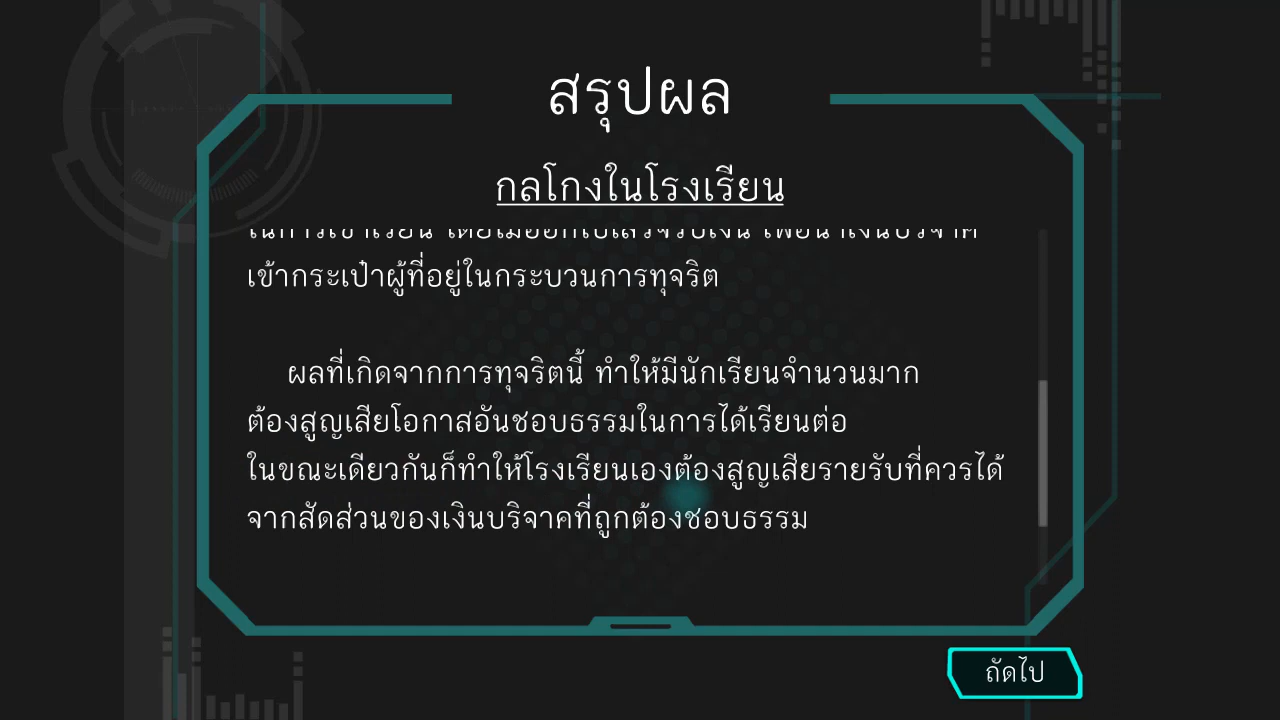 สรุปผล
กลโกงในโรงเรียน
เข้ากระเป๋าผู้ที่อยู่ในกระบวนการทุจริต
ผลที่เกิดจากการทุจริตนี้ ทำให้มีนักเรียนจำนวนมาก
ต้องสูญเสียโอกาสอันชอบธรรมในการได้เรียนต่อ
ในขณะเดียวกันก็ทำให้โรงเรียนเองต้องสูญเสียรายรับที่ควรได้
จากสัดส่วนของเงินบริจาคที่ถูกต้องชอบธรรม
ถัดไป